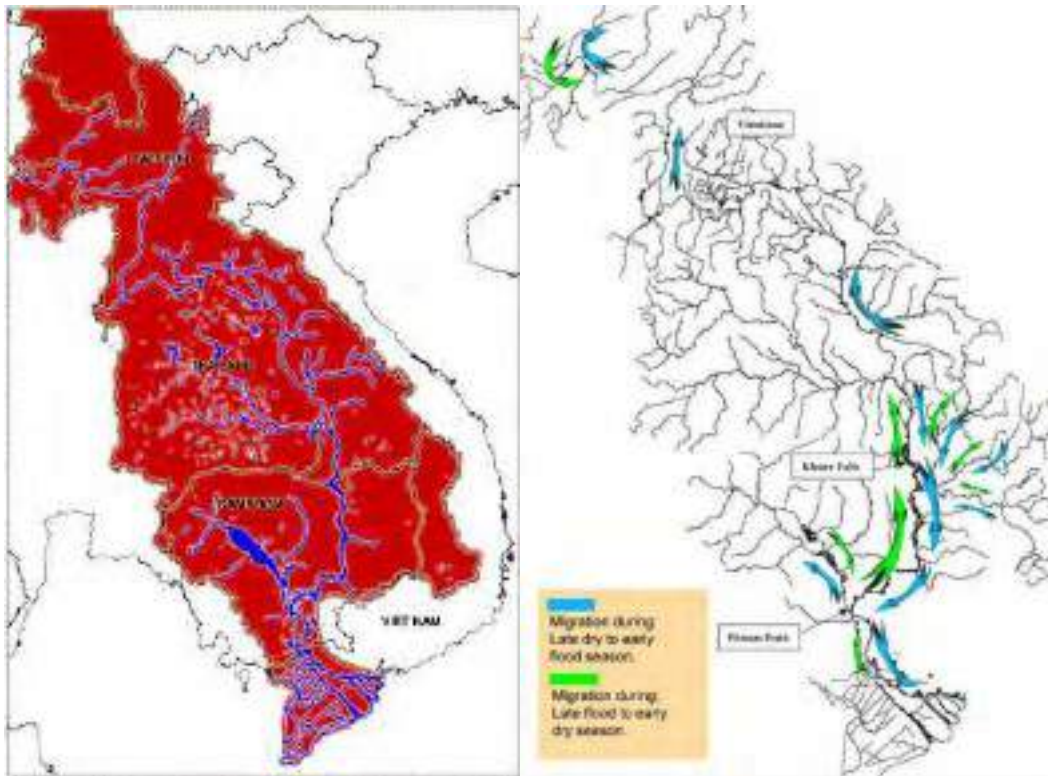 VIET NAM
Vientiane
Khone Falls
Phnom Penh
Migration during:
Late dry to early
flood season.
Migration during:
Late flood to early
dry season.